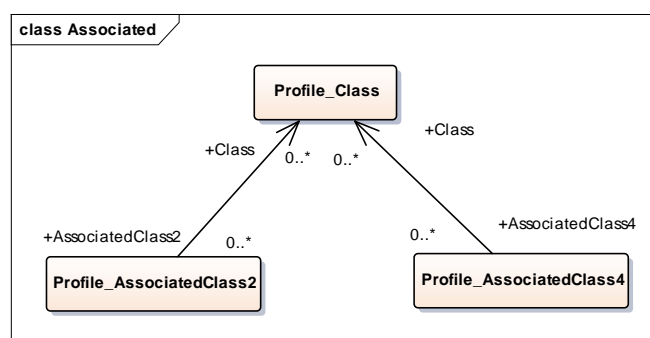 class Associated
Profile_Class
+Class
+Class
0..*
0..*
+AssociatedClass2
0..*
0..*
+AssociatedClass4
Profile_AssociatedClass2
Profile_AssociatedClass4